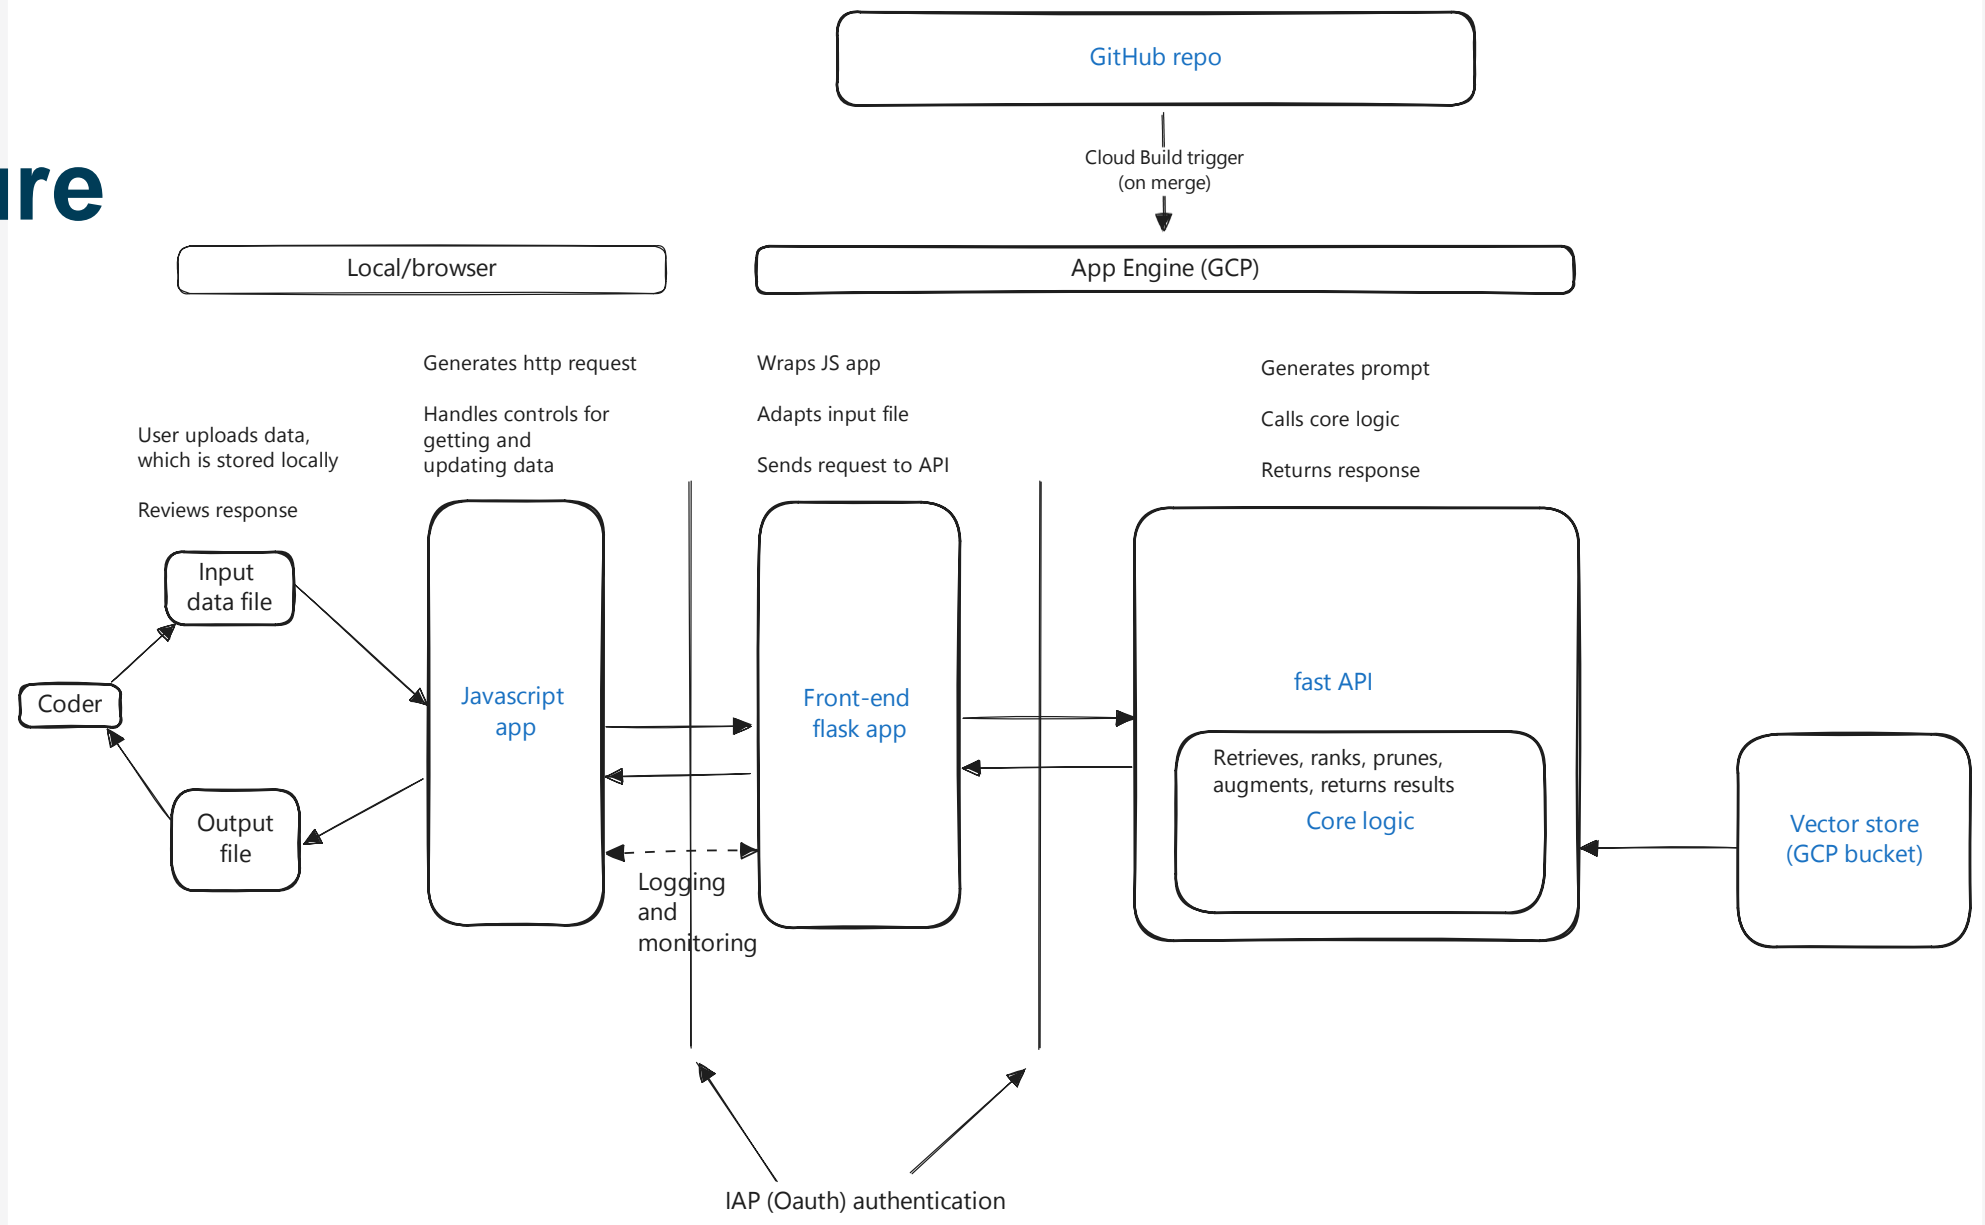 GitHub repo
Cloud Build trigger
(on merge)
Local/browser
App Engine (GCP)
User uploads data,
which is stored locally
Reviews response
Generates http request
Handles controls for
getting and
updating data
Wraps JS app
Adapts input file
Sends request to API
Generates prompt
Calls core logic
Returns response
Input
data file
Coder
Output
file
Javascript
app
Logging
and
monitoring
Front-end
flask app
fast API
Retrieves, ranks, prunes,
augments, returns results
Core logic
Vector store
(GCP bucket)
IAP (Oauth) authentication